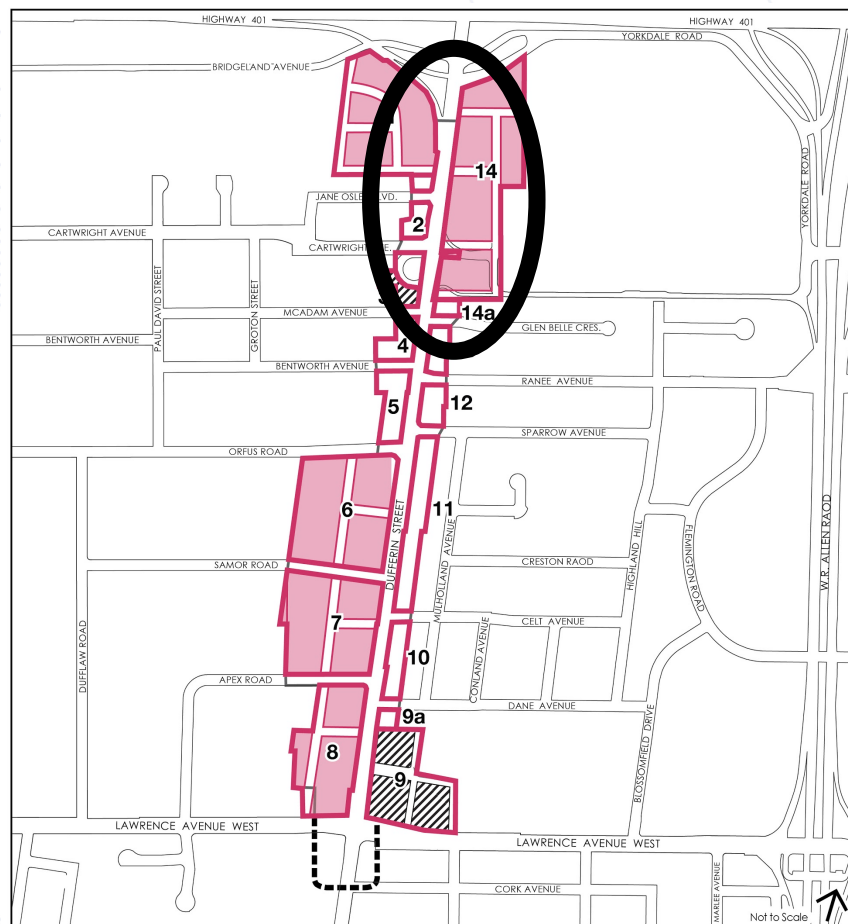 HIGHWAY 401
HIGHWAY 401
YORKDALE ROAD
BRIDGELAND AVENUE
YORKDALE ROAD
14
JANE OSLER BLVD.
2
CARTWRIGHT AVENUE
CARTWRIGHT AVE.
PAUL DAVID STREET
GROTON STREET
MCADAM AVENUE
14a
GLEN BELLE CRES.
BENTWORTH AVENUE
4
BENTWORTH AVENUE
RANEE AVENUE
5
12
SPARROW AVENUE
ORFUS ROAD
6
11
DUFFERIN STREET
MULHOLLAND AVENUE
HIGHLAND HILL
FLEMINGTON ROAD
W.R. ALLEN RAOD
SAMOR ROAD
CRESTON RAOD
7
CELT AVENUE
DUFFLAW ROAD
10
CONLAND AVENUE
APEX ROAD
DANE AVENUE
9a
BLOSSOMFIELD DRIVE
8
9
LAWRENCE AVENUE WEST
LAWRENCE AVENUE WEST
CORK AVENUE
MARLEE AVENUE
Not to Scale